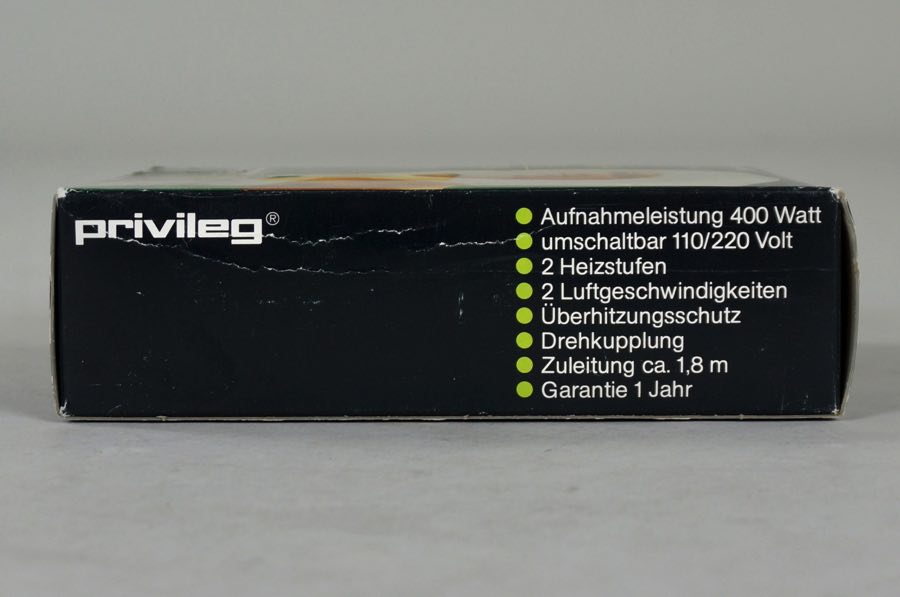 privileg®
Aufnahmeleistung 400 Watt
umschaltbar 110/220 Volt
2 Heizstufen
2 Luftgeschwindigkeiten
Überhitzungsschutz
Drehkupplung
Zuleitung ca. 1,8 m
Garantie 1 Jahr